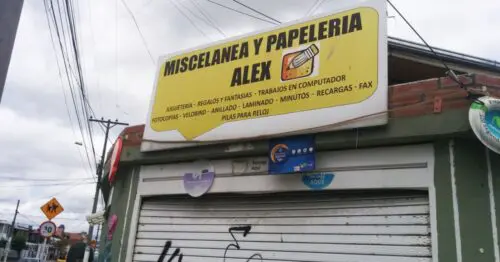 MISCELANEA Y PAPELERIA
ALEX
JUGUETERIA - REGALOS Y FANTASIAS - TRABAJOS EN COMPUTADOR
FOTOCOPIAS - VELOBIND - ANILLADO - LAMINADO - MINUTOS - RECARGAS - FAX
PILAS PARA RELOJ
30